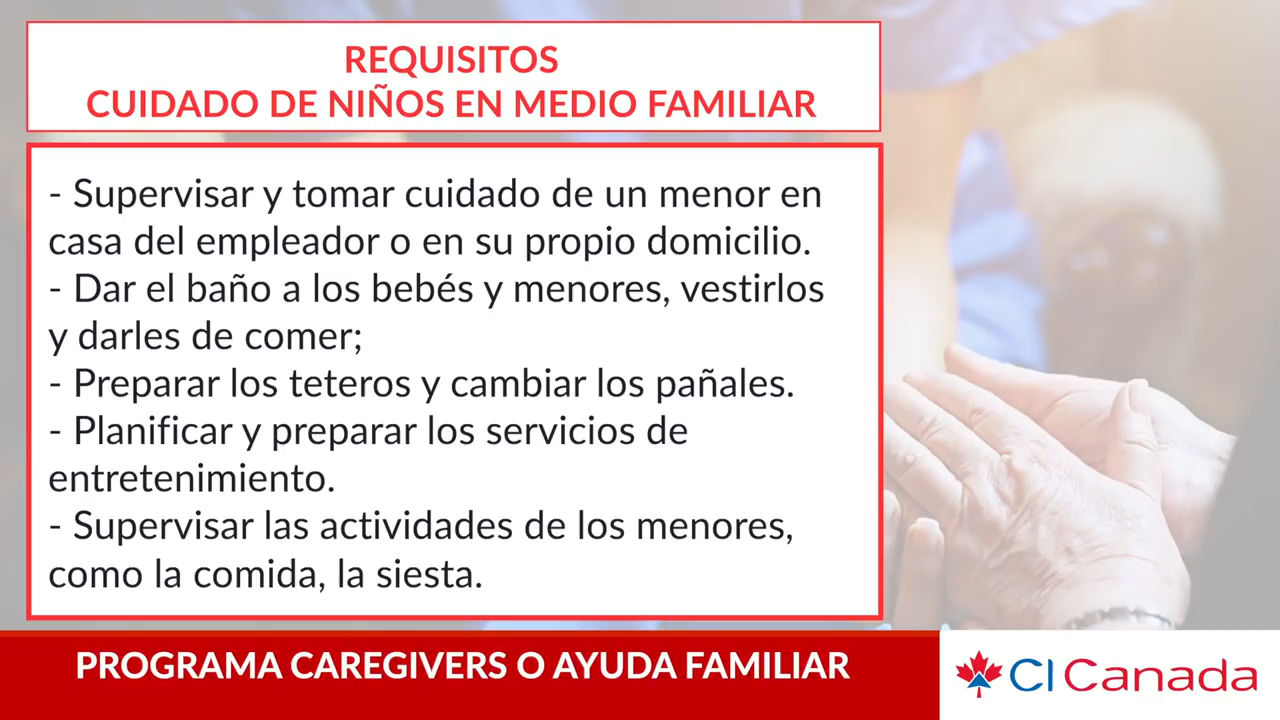 REQUISITOS
CUIDADO DE NIÑOS EN MEDIO FAMILIAR
- Supervisar y tomar cuidado de un menor en
casa del empleador o en su propio domicilio.
- Dar el baño a los bebés y menores, vestirlos
y darles de comer;
- Preparar los teteros y cambiar los pañales.
- Planificar y preparar los servicios de
entretenimiento.
- Supervisar las actividades de los menores,
como la comida, la siesta.
PROGRAMA CAREGIVERS O AYUDA FAMILIAR
CI Canada